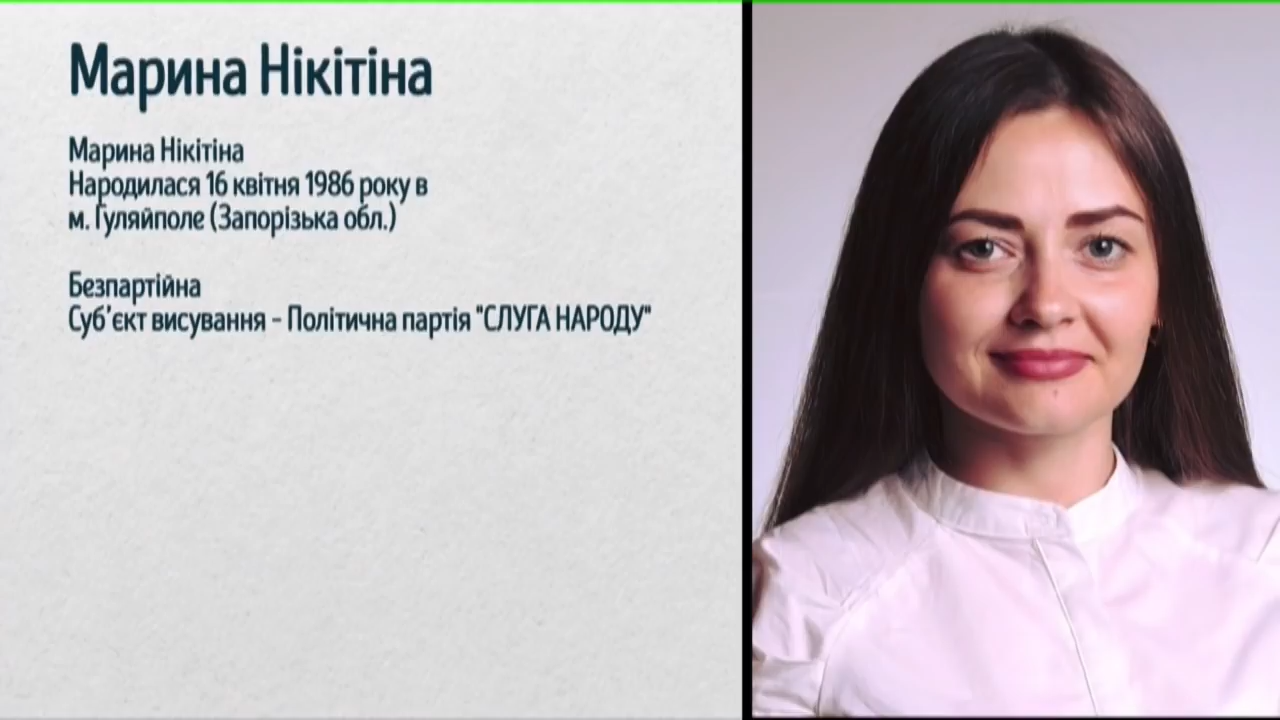 Марина Нікітіна
Марина Нікітіна
Народилася 16 квітня 1986 року в
м. Гуляйполе (Запорізька обл.)
Безпартійна
Суб'єкт висування – Політична партія "СЛУГА НАРОДУ"